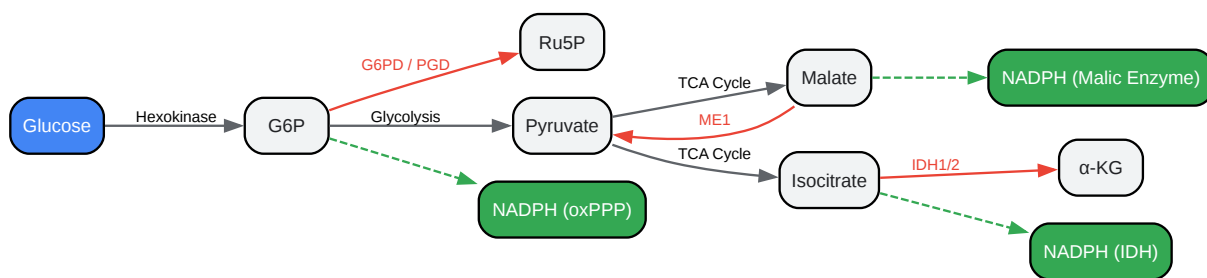 Glucose
Hexokinase
G6P
G6PD / PGD
Ru5P
Glycolysis
Pyruvate
NADPH (oxPPP)
TCA Cycle
Malate
ME1
NADPH (Malic Enzyme)
TCA Cycle
Isocitrate
IDH1/2
α-KG
NADPH (IDH)